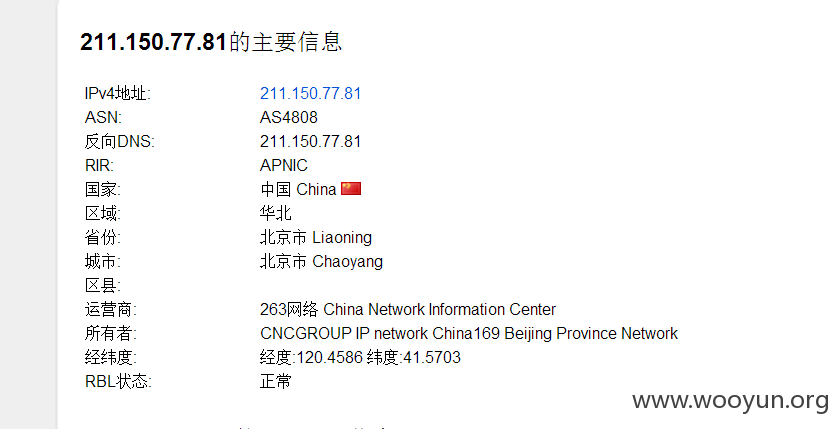 211.150.77.81的主要信息
IPv4地址: 211.150.77.81
ASN: AS4808
反向DNS: 211.150.77.81
RIR: APNIC
国家: 中国 China
区域: 华北
省份: 北京市 Liaoning
城市: 北京市 Chaoyang
区县:
运营商: 263网络 China Network Information Center
所有者: CNCGROUP IP network China169 Beijing Province Network
经纬度: 经度:120.4586 纬度:41.5703
RBL状态: 正常
www.wooyun.org